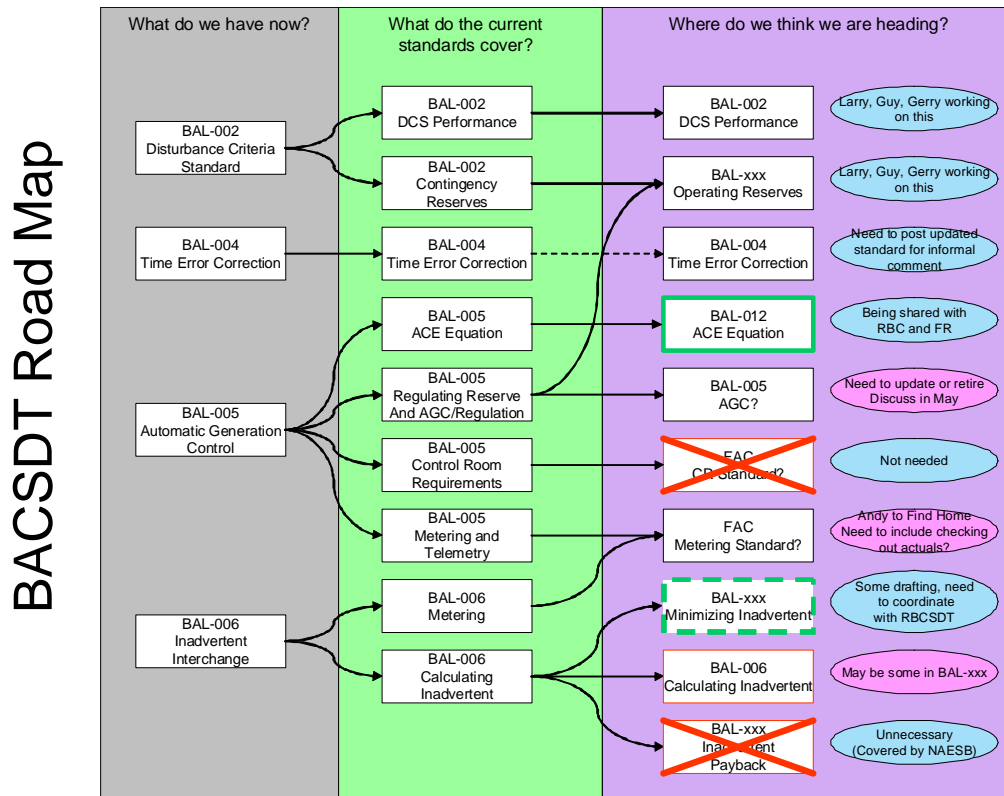 BACSDT Road Map
What do we have now?
What do the current
standards cover?
Where do we think we are heading?
BAL-002
Disturbance Criteria
Standard
BAL-004
Time Error Correction
BAL-005
Automatic Generation
Control
BAL-006
Inadvertent
Interchange
BAL-002
DCS Performance
BAL-002
Contingency
Reserves
BAL-004
Time Error Correction
BAL-005
ACE Equation
BAL-005
Regulating Reserve
And AGC/Regulation
BAL-005
Control Room
Requirements
BAL-005
Metering and
Telemetry
BAL-006
Metering
BAL-006
Calculating
Inadvertent
BAL-002
DCS Performance
Larry, Guy, Gerry working
on this
BAL-xxx
Operating Reserves
Larry, Guy, Gerry working
on this
BAL-004
Time Error Correction
Need to post updated
standard for informal
comment
BAL-012
ACE Equation
Being shared with
RBC and FR
BAL-005
AGC?
Need to update or retire
Discuss in May
FAC
CR Standard?
Not needed
FAC
Metering Standard?
Andy to Find Home
Need to include checking
out actuals?
BAL-xxx
Minimizing Inadvertent
Some drafting, need
to coordinate
with RBCSDT
BAL-006
Calculating Inadvertent
May be some in BAL-xxx
BAL-xxx
Inadvertent
Payback
Unnecessary
(Covered by NAESB)